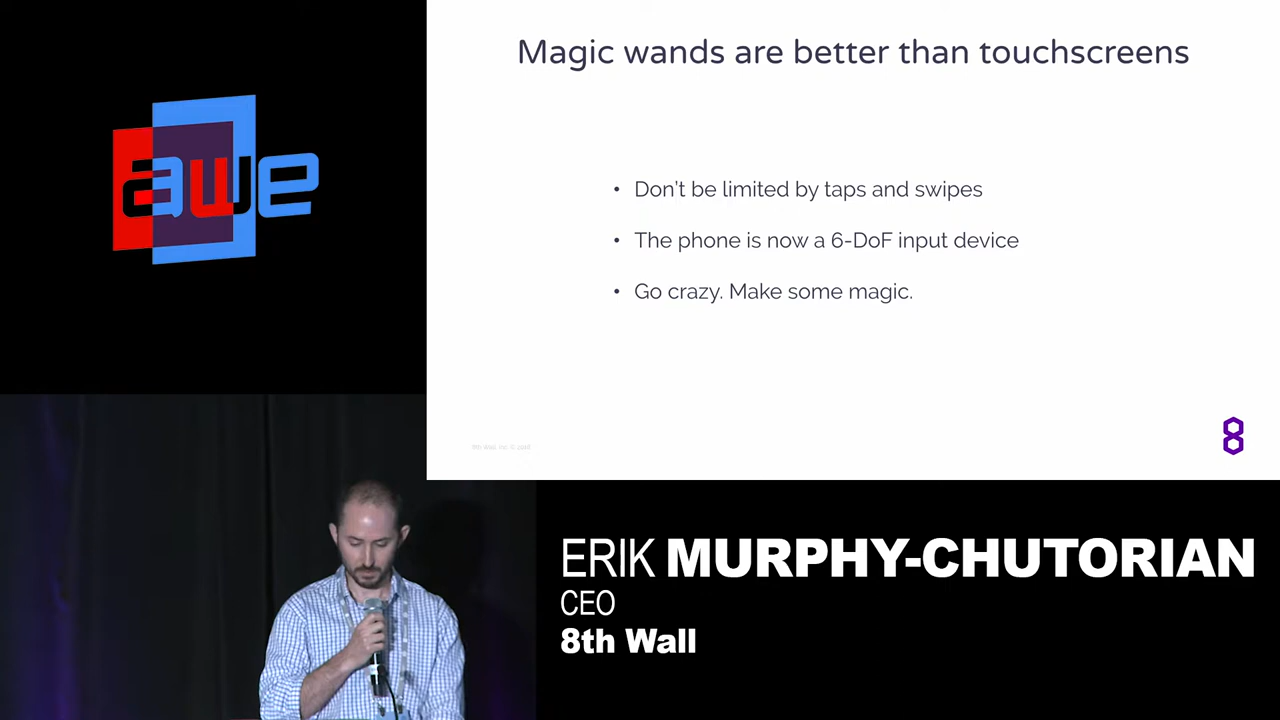 awe
Magic wands are better than touchscreens
• Don't be limited by taps and swipes
• The phone is now a 6-DoF input device
• Go crazy. Make some magic.
8
ERIK MURPHY-CHUTORIAN
CEO
8th Wall